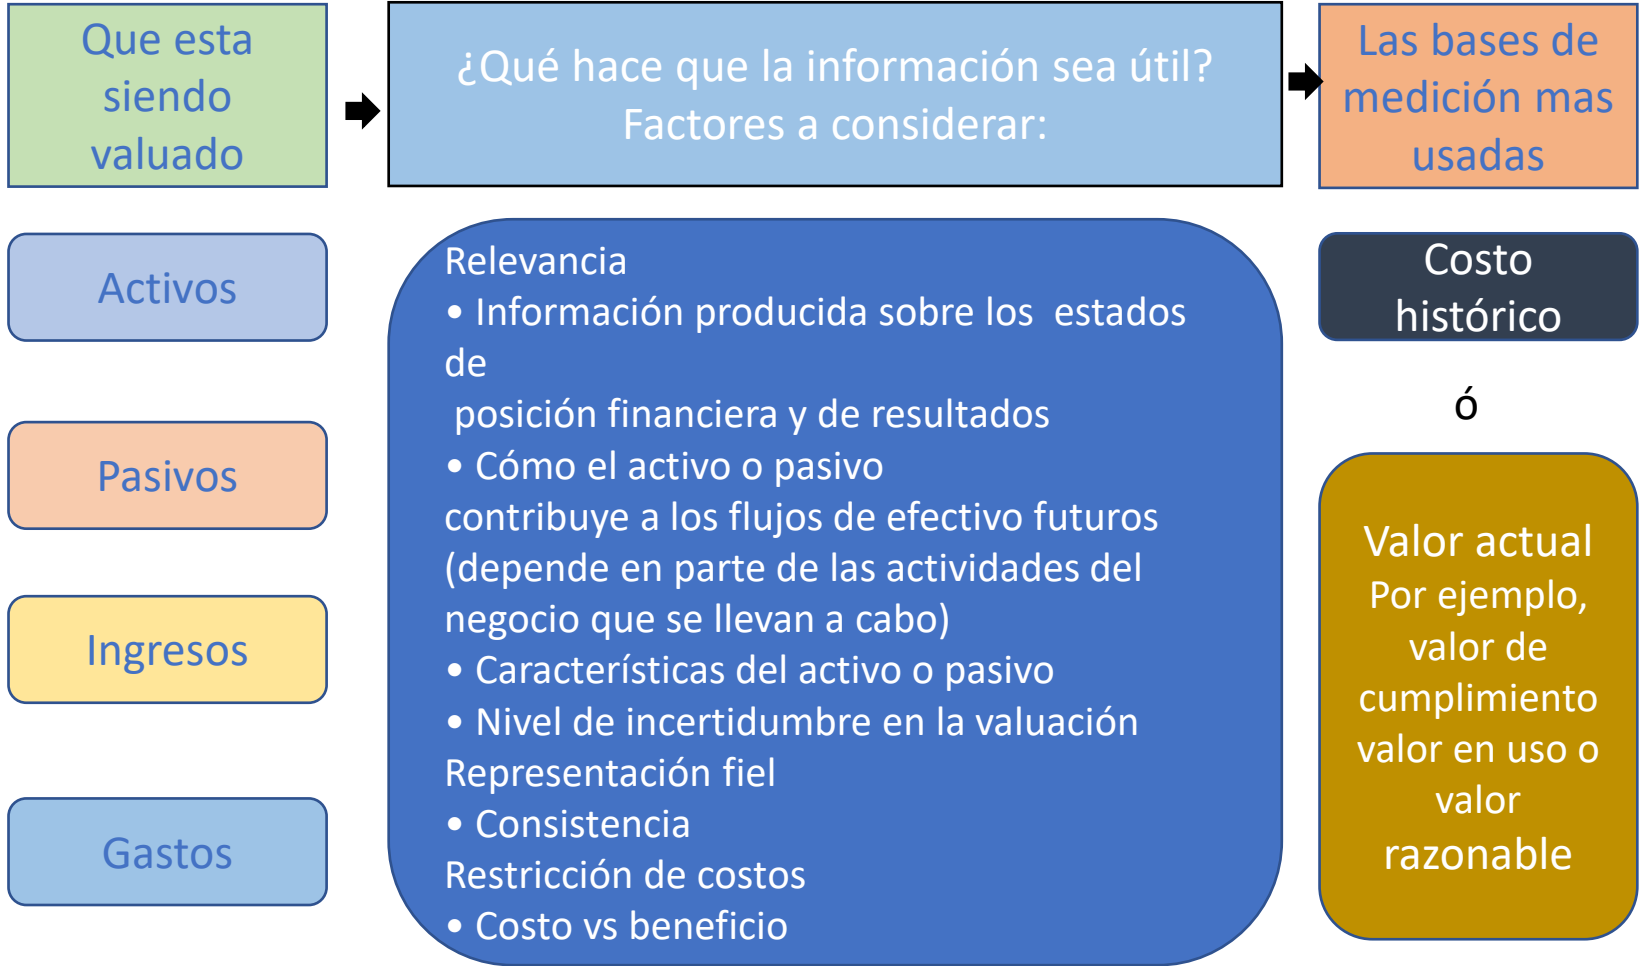 Que esta
siendo
valuado
¿Qué hace que la información sea útil?
Factores a considerar:
Las bases de
medición mas
usadas
Activos
Pasivos
Ingresos
Gastos
Relevancia
• Información producida sobre los  estados
de
posición financiera y de resultados
• Cómo el activo o pasivo
contribuye a los flujos de efectivo futuros
(depende en parte de las actividades del
negocio que se llevan a cabo)
• Características del activo o pasivo
• Nivel de incertidumbre en la valuación
Representación fiel
• Consistencia
Restricción de costos
• Costo vs beneficio
Costo
histórico
ó
Valor actual
Por ejemplo,
valor de
cumplimiento
valor en uso o
valor
razonable